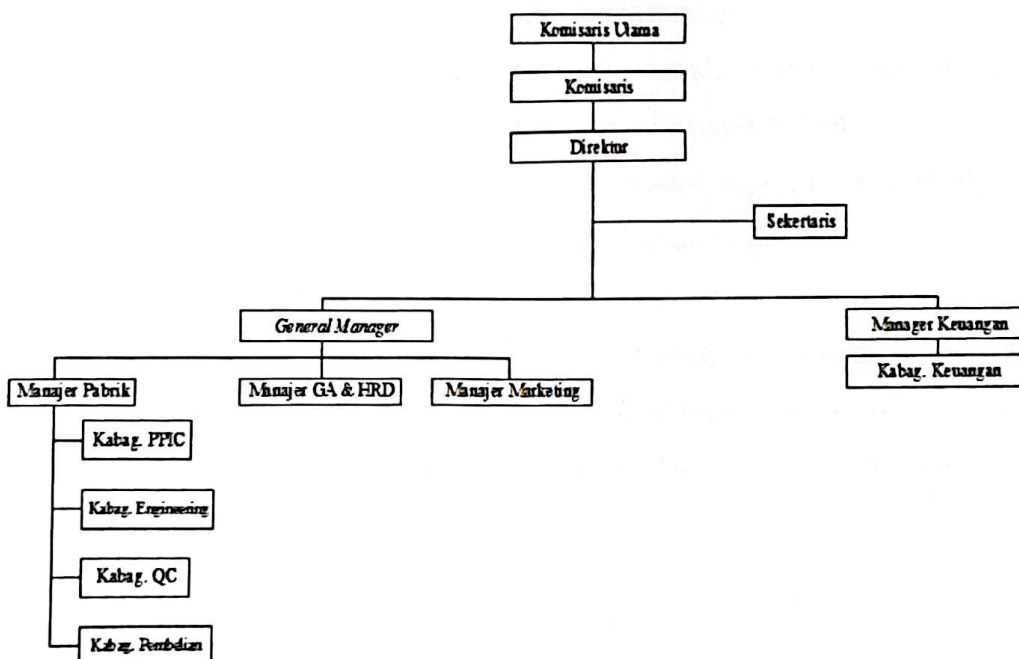 Komisaris Utama
Komisaris
Direktur
Sekertaris
General Manager
Manager Keuangan
Kabag. Keuangan
Manajer Pabrik
Manajer GA & HRD
Manajer Marketing
Kabag. PPIC
Kabag. Engineering
Kabag. QC
Kabag. Pembelian